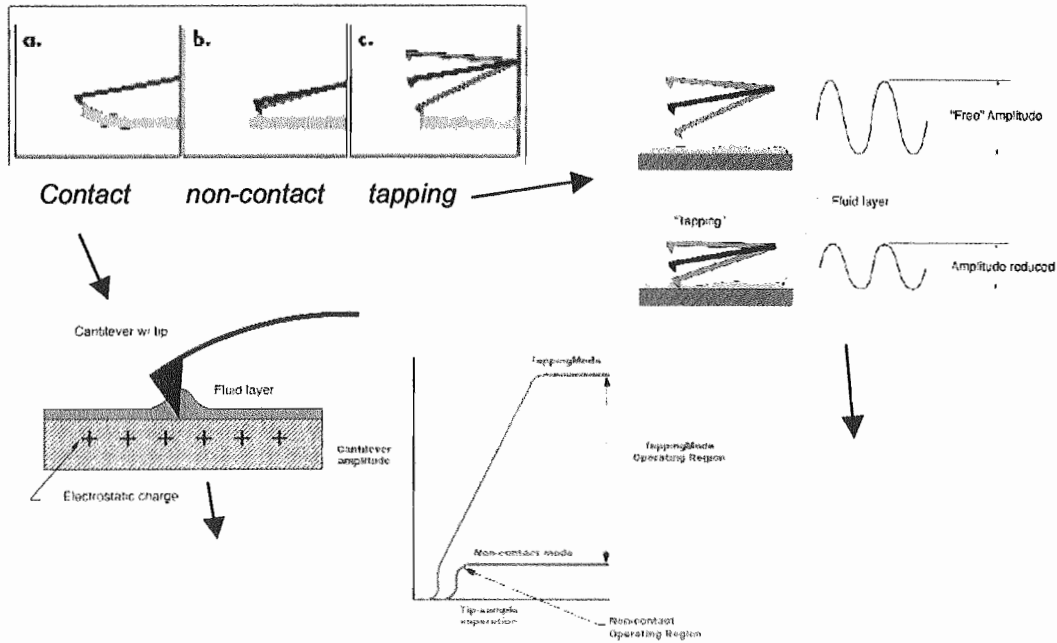 a.
b.
c.
Contact
non-contact
tapping
"Free" Amplitude
Fluid layer
"Tapping"
Amplitude reduced
Cantilever w/ tip
Fluid layer
Electrostatic charge
TappingMode
Cantilever
amplitude
TappingMode
Operating Region
Non-contact mode
Tip-sample
separation
Non-contact
Operating Region